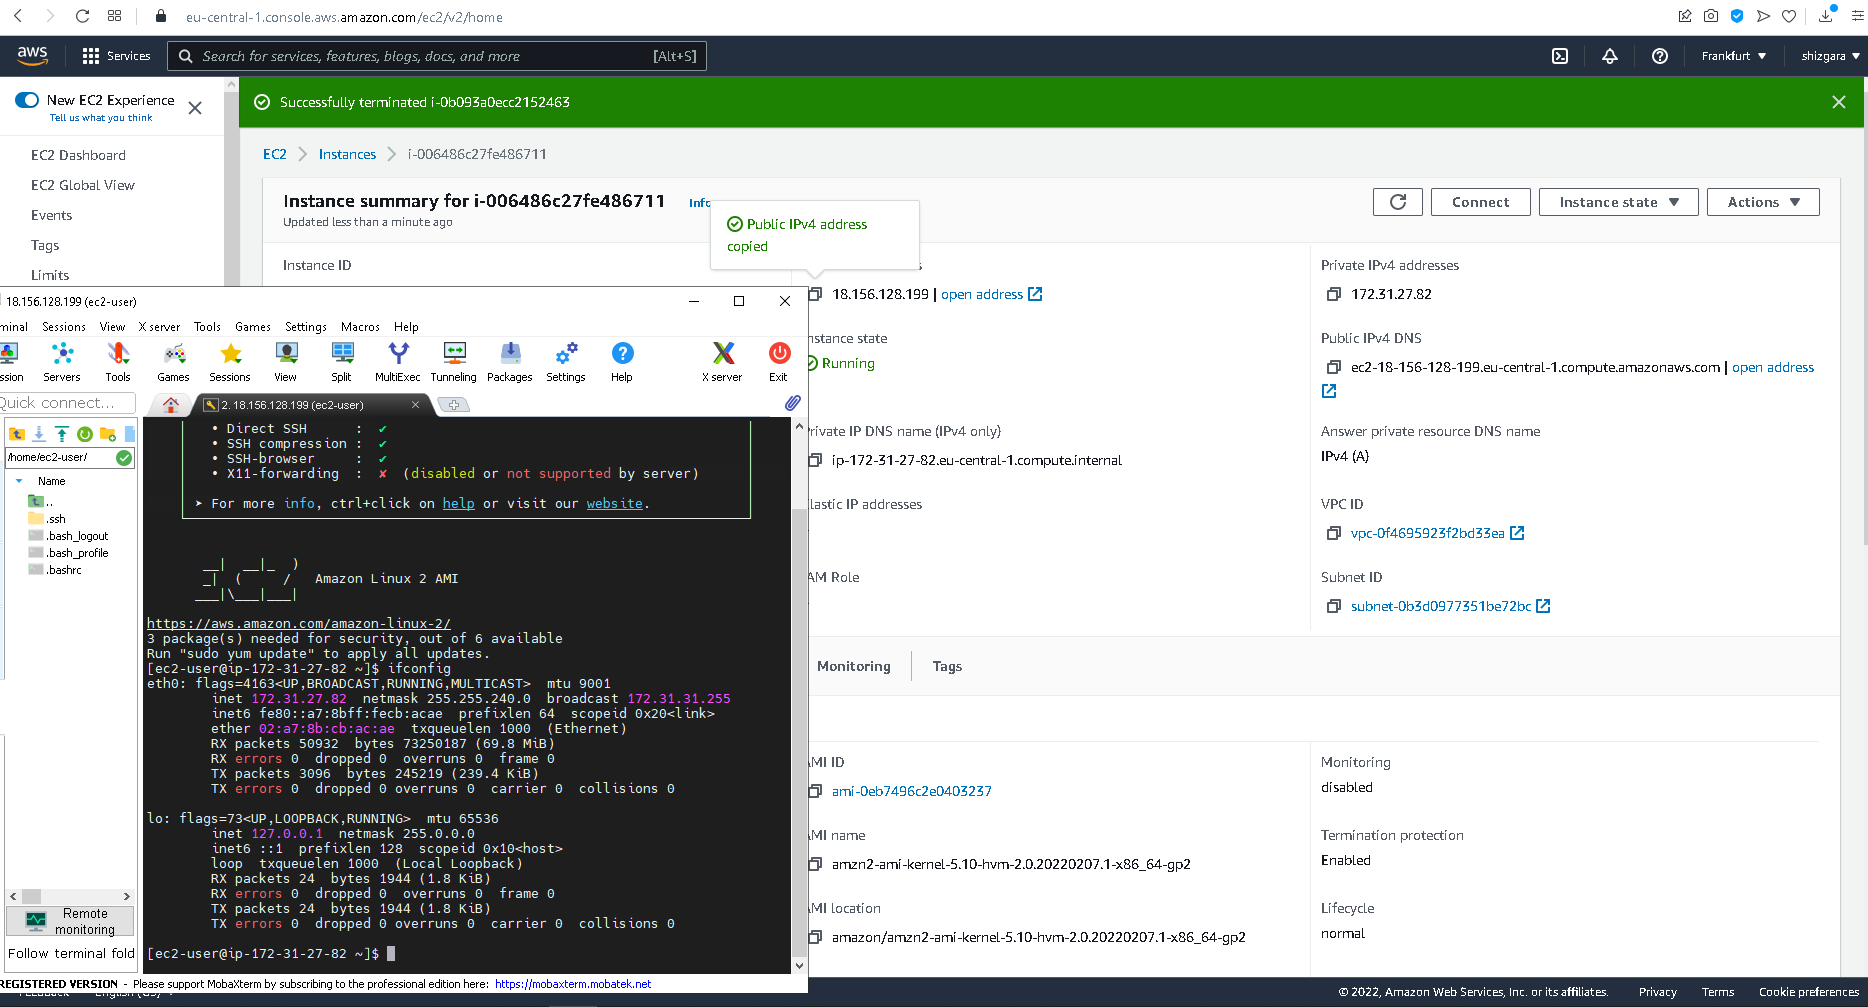 eu-central-1.console.aws.amazon.com/ec2/v2/home
aws
Services
Search for services, features, blogs, docs, and more
[Alt+S]
Frankfurt
shizgara
New EC2 Experience
Tell us what you think
Successfully terminated i-0b093a0ecc2152463
EC2 Dashboard
EC2 Global View
Events
Tags
Limits
EC2
Instances
i-006486c27fe486711
Instance summary for i-006486c27fe486711
Info
Updated less than a minute ago
Connect
Instance state
Actions
Public IPv4 address
copied
Instance ID
Private IPv4 addresses
18.156.128.199 | open address
172.31.27.82
nstance state
Running
Public IPv4 DNS
ec2-18-156-128-199.eu-central-1.compute.amazonaws.com | open address
rivate IP DNS name (IPv4 only)
ip-172-31-27-82.eu-central-1.compute.internal
Answer private resource DNS name
IPv4 (A)
lastic IP addresses
VPC ID
vpc-0f4695923f2bd33ea
AM Role
Subnet ID
subnet-0b3d0977351be72bc
Monitoring
Tags
AMI ID
ami-0eb7496c2e0403237
Monitoring
disabled
AMI name
amzn2-ami-kernel-5.10-hvm-2.0.20220207.1-x86_64-gp2
Termination protection
Enabled
AMI location
amazon/amzn2-ami-kernel-5.10-hvm-2.0.20220207.1-x86_64-gp2
Lifecycle
normal
18.156.128.199 (ec2-user)
minal Sessions View X server Tools Games Settings Macros Help
ssion Servers Tools Games Sessions View Split MultiExec Tunneling Packages Settings Help X server Exit
Quick connect...
2. 18.156.128.199 (ec2-user)
/home/ec2-user/
Name
..
.ssh
.bash_logout
.bash_profile
.bashrc
Remote
monitoring
Follow terminal fold
• Direct SSH : ✔
• SSH compression : ✔
• SSH-browser : ✔
• X11-forwarding : ✘ (disabled or not supported by server)
➤ For more info, ctrl+click on help or visit our website.
__| __|_ )
_| ( / Amazon Linux 2 AMI
___|\___|___|
https://aws.amazon.com/amazon-linux-2/
3 package(s) needed for security, out of 6 available
Run "sudo yum update" to apply all updates.
[ec2-user@ip-172-31-27-82 ~]$ ifconfig
eth0: flags=4163<UP,BROADCAST,RUNNING,MULTICAST> mtu 9001
inet 172.31.27.82 netmask 255.255.240.0 broadcast 172.31.31.255
inet6 fe80::a7:8bff:fecb:acae prefixlen 64 scopeid 0x20<link>
ether 02:a7:8b:cb:ac:ae txqueuelen 1000 (Ethernet)
RX packets 50932 bytes 73250187 (69.8 MiB)
RX errors 0 dropped 0 overruns 0 frame 0
TX packets 3096 bytes 245219 (239.4 KiB)
TX errors 0 dropped 0 overruns 0 carrier 0 collisions 0
lo: flags=73<UP,LOOPBACK,RUNNING> mtu 65536
inet 127.0.0.1 netmask 255.0.0.0
inet6 ::1 prefixlen 128 scopeid 0x10<host>
loop txqueuelen 1000 (Local Loopback)
RX packets 24 bytes 1944 (1.8 KiB)
RX errors 0 dropped 0 overruns 0 frame 0
TX packets 24 bytes 1944 (1.8 KiB)
TX errors 0 dropped 0 overruns 0 carrier 0 collisions 0
[ec2-user@ip-172-31-27-82 ~]$
REGISTERED VERSION - Please support MobaXterm by subscribing to the professional edition here: https://mobaxterm.mobatek.net
© 2022, Amazon Web Services, Inc. or its affiliates. Privacy Terms Cookie preferences